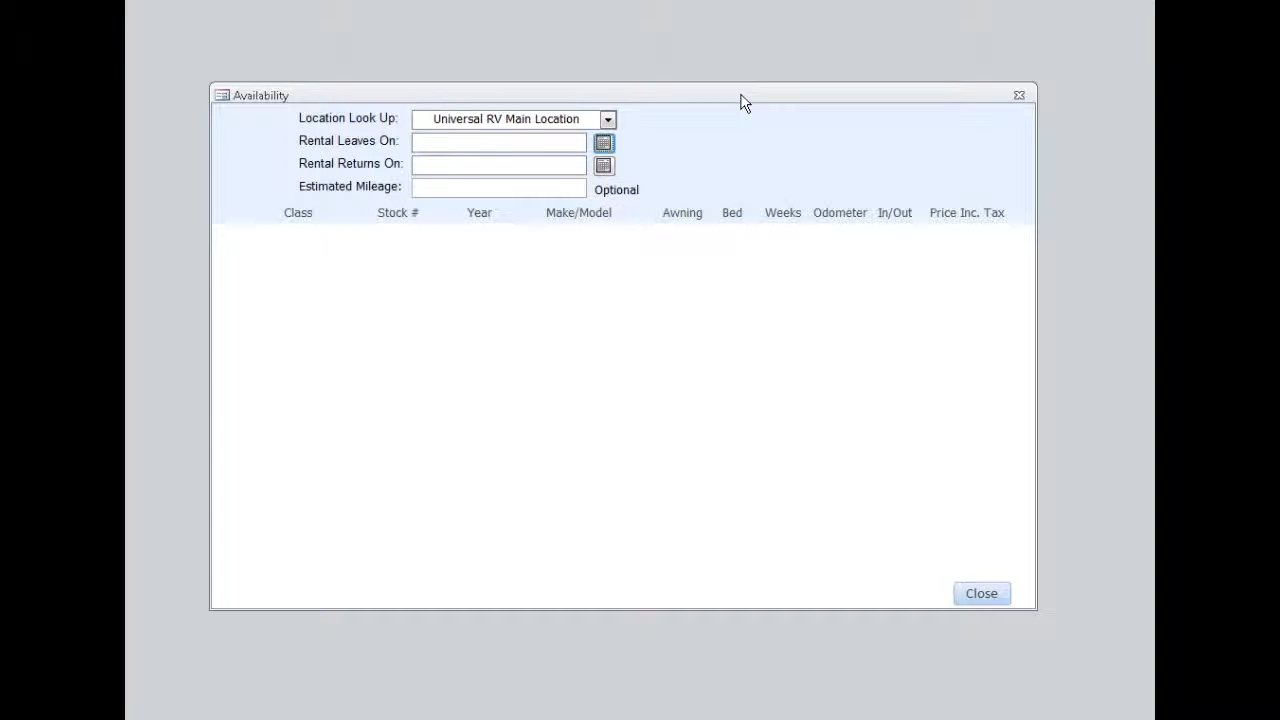 Availability
Location Look Up: Universal RV Main Location
Rental Leaves On:
Rental Returns On:
Estimated Mileage: Optional
Class Stock # Year Make/Model Awning Bed Weeks Odometer In/Out Price Inc. Tax
Close